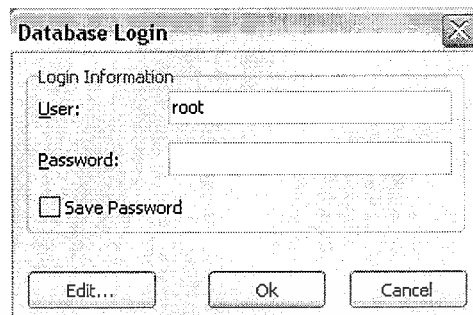 Database Login
Login Information
User: root
Password:
Save Password
Edit... Ok Cancel